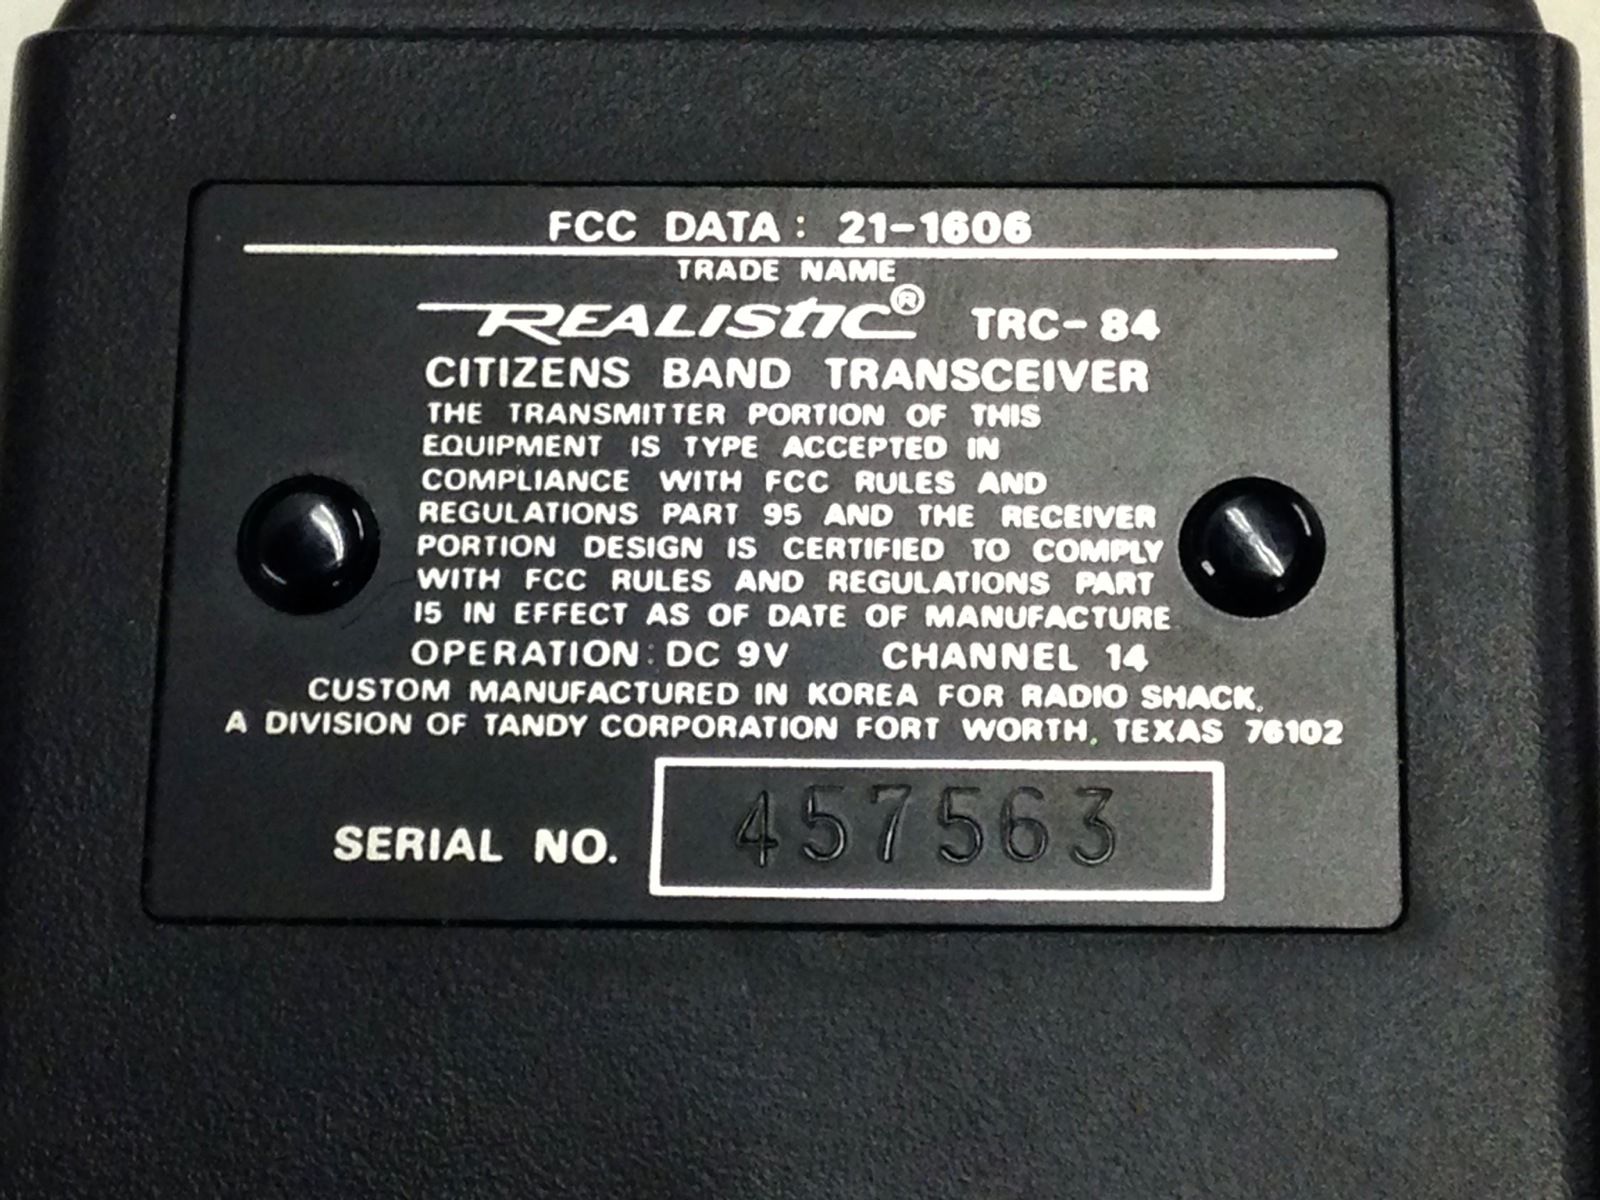 FCC DATA: 21-1606
TRADE NAME
REALISTIC® TRC-84
CITIZENS BAND TRANSCEIVER
THE TRANSMITTER PORTION OF THIS
EQUIPMENT IS TYPE ACCEPTED IN
COMPLIANCE WITH FCC RULES AND
REGULATIONS PART 95 AND THE RECEIVER
PORTION DESIGN IS CERTIFIED TO COMPLY
WITH FCC RULES AND REGULATIONS PART
15 IN EFFECT AS OF DATE OF MANUFACTURE
OPERATION: DC 9V CHANNEL 14
CUSTOM MANUFACTURED IN KOREA FOR RADIO SHACK,
A DIVISION OF TANDY CORPORATION FORT WORTH, TEXAS 76102
SERIAL NO. 457563